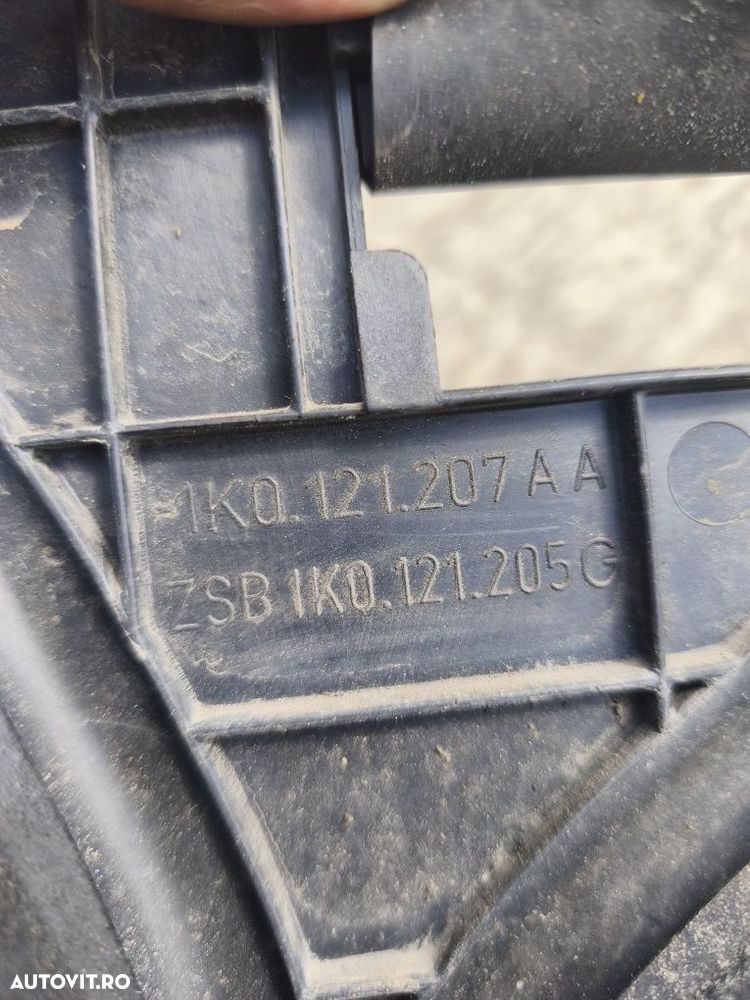 1K0.121.207 A A
ZSB 1K0.121.205 G
AUTOVIT.RO